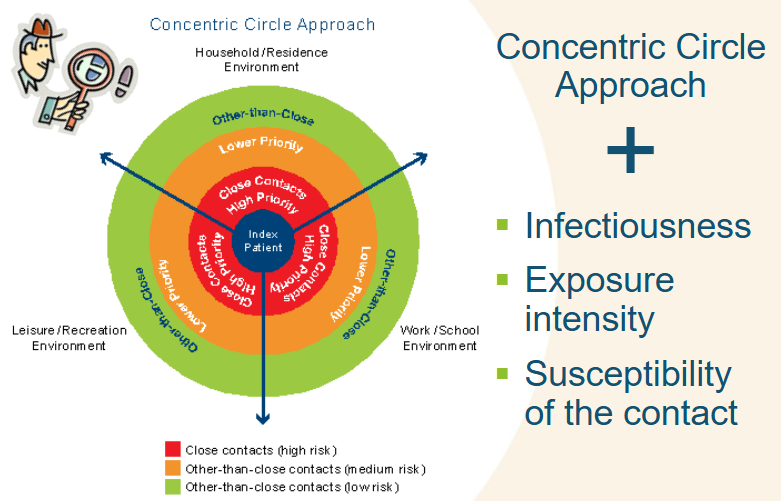 Concentric Circle Approach
Household/Residence
Environment
Other-than-Close
Lower Priority
Close Contacts
High Priority
Index
Patient
Close Contacts
High Priority
Lower Priority
Other-than-Close
Close Contacts
High Priority
Lower Priority
Other-than-Close
Leisure/Recreation
Environment
Work/School
Environment
Close contacts (high risk)
Other-than-close contacts (medium risk)
Other-than-close contacts (low risk)
Concentric Circle
Approach
+
▪ Infectiousness
▪ Exposure
intensity
▪ Susceptibility
of the contact